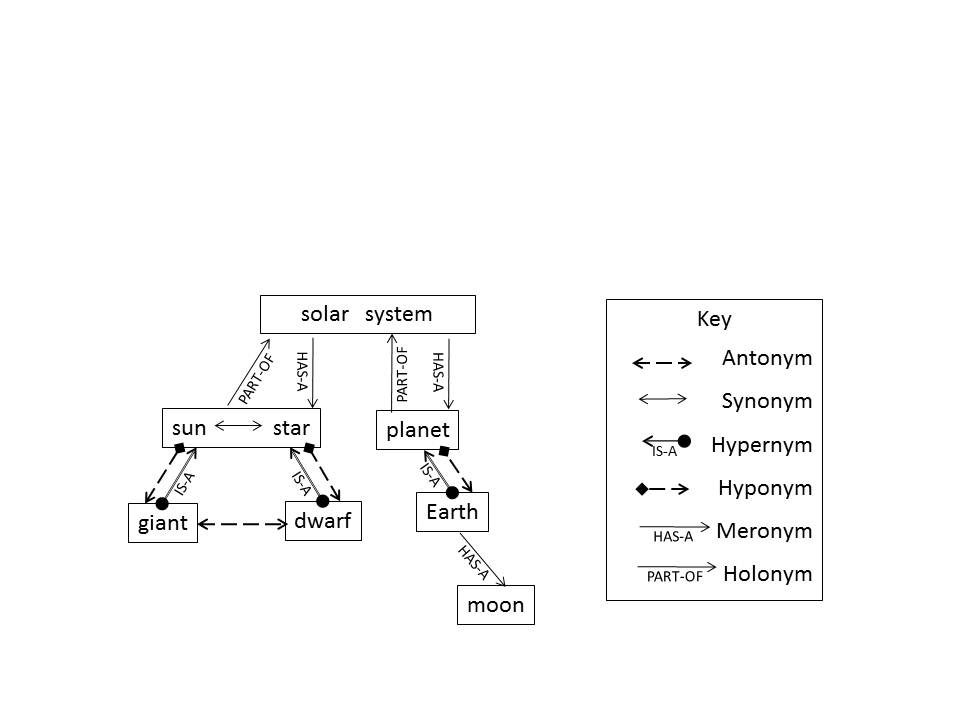 solar system
PART-OF
HAS-A
PART-OF
HAS-A
sun star
planet
IS-A
IS-A
IS-A
giant
dwarf
Earth
HAS-A
moon
Key
Antonym
Synonym
IS-A Hypernym
Hyponym
HAS-A Meronym
PART-OF Holonym